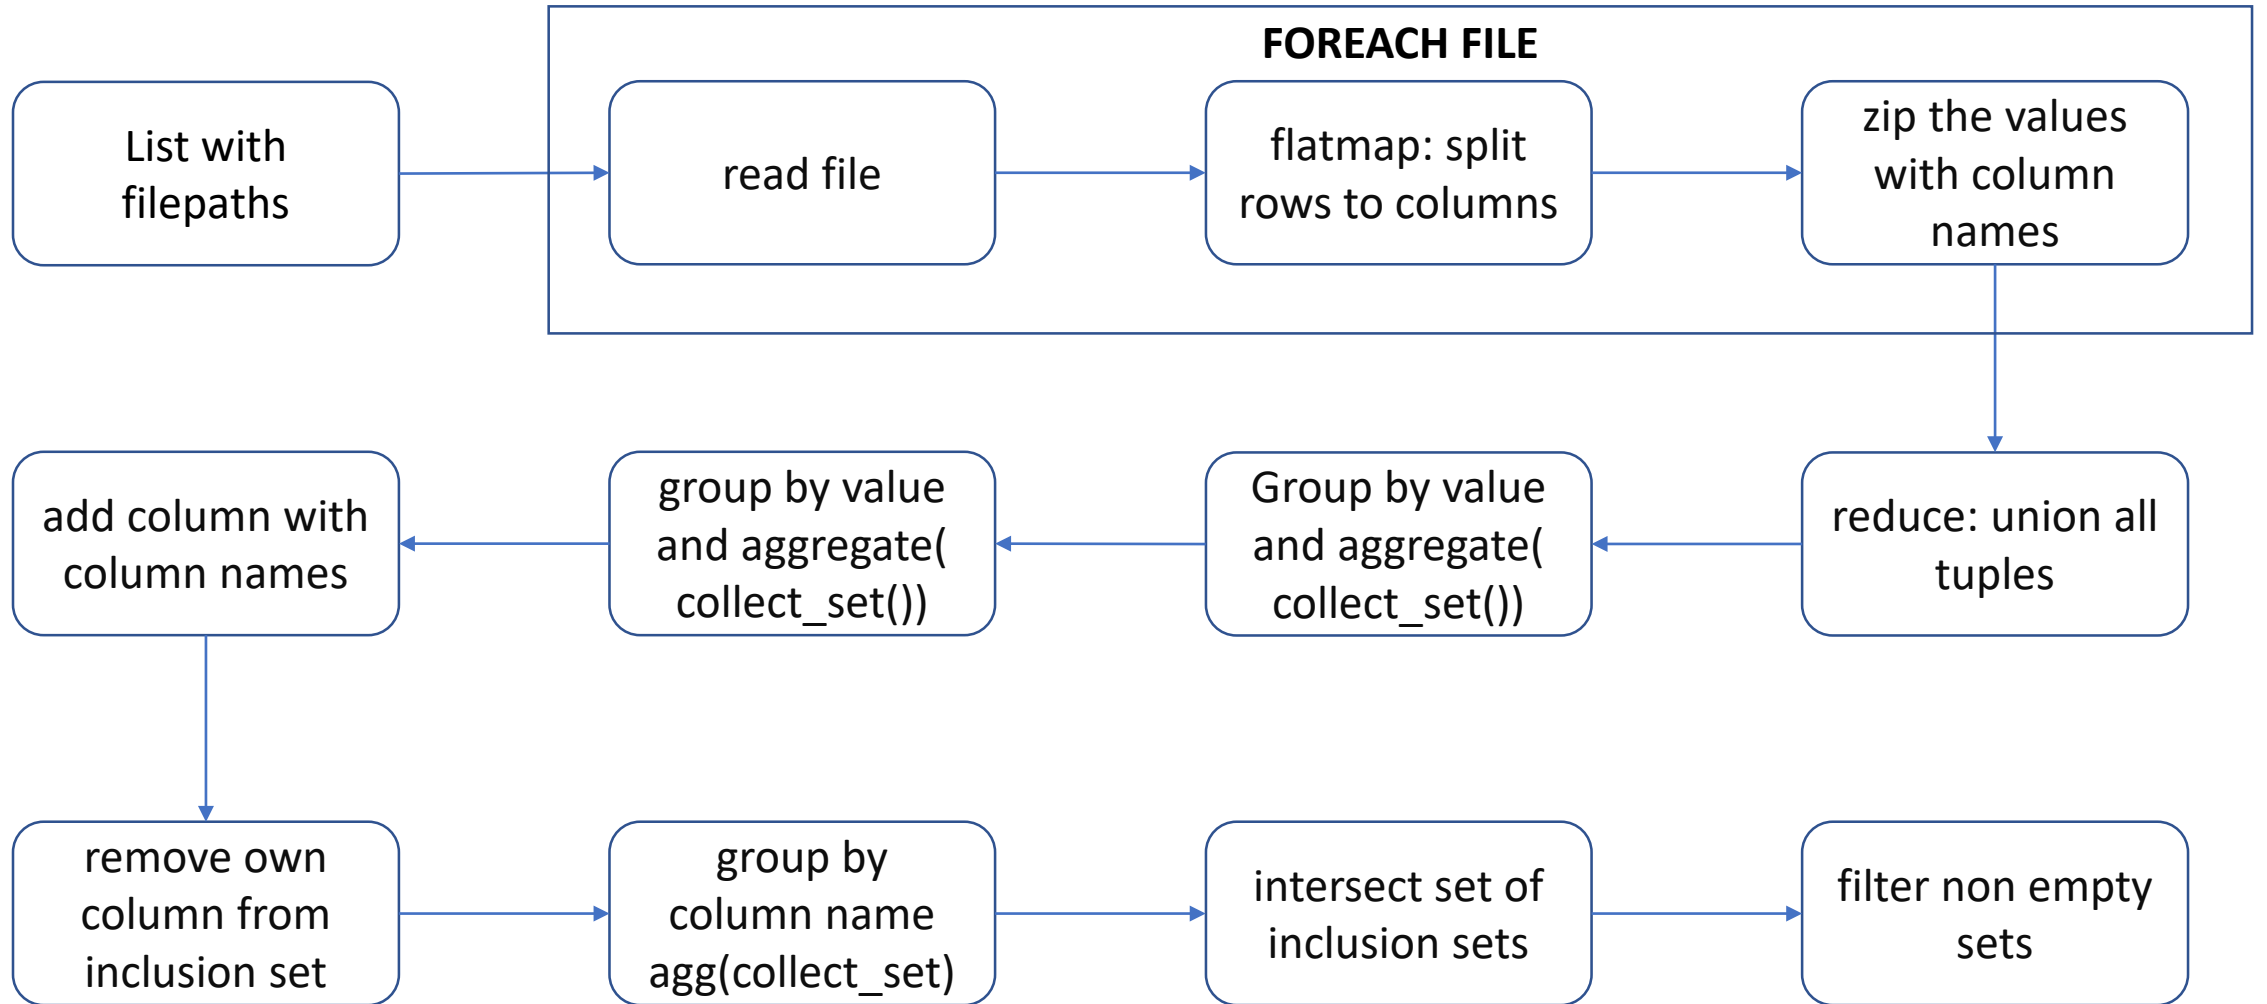 FOREACH FILE
List with
filepaths
read file
flatmap: split
rows to columns
zip the values
with column
names
reduce: union all
tuples
Group by value
and aggregate(
collect_set())
group by value
and aggregate(
collect_set())
add column with
column names
remove own
column from
inclusion set
group by
column name
agg(collect_set)
intersect set of
inclusion sets
filter non empty
sets